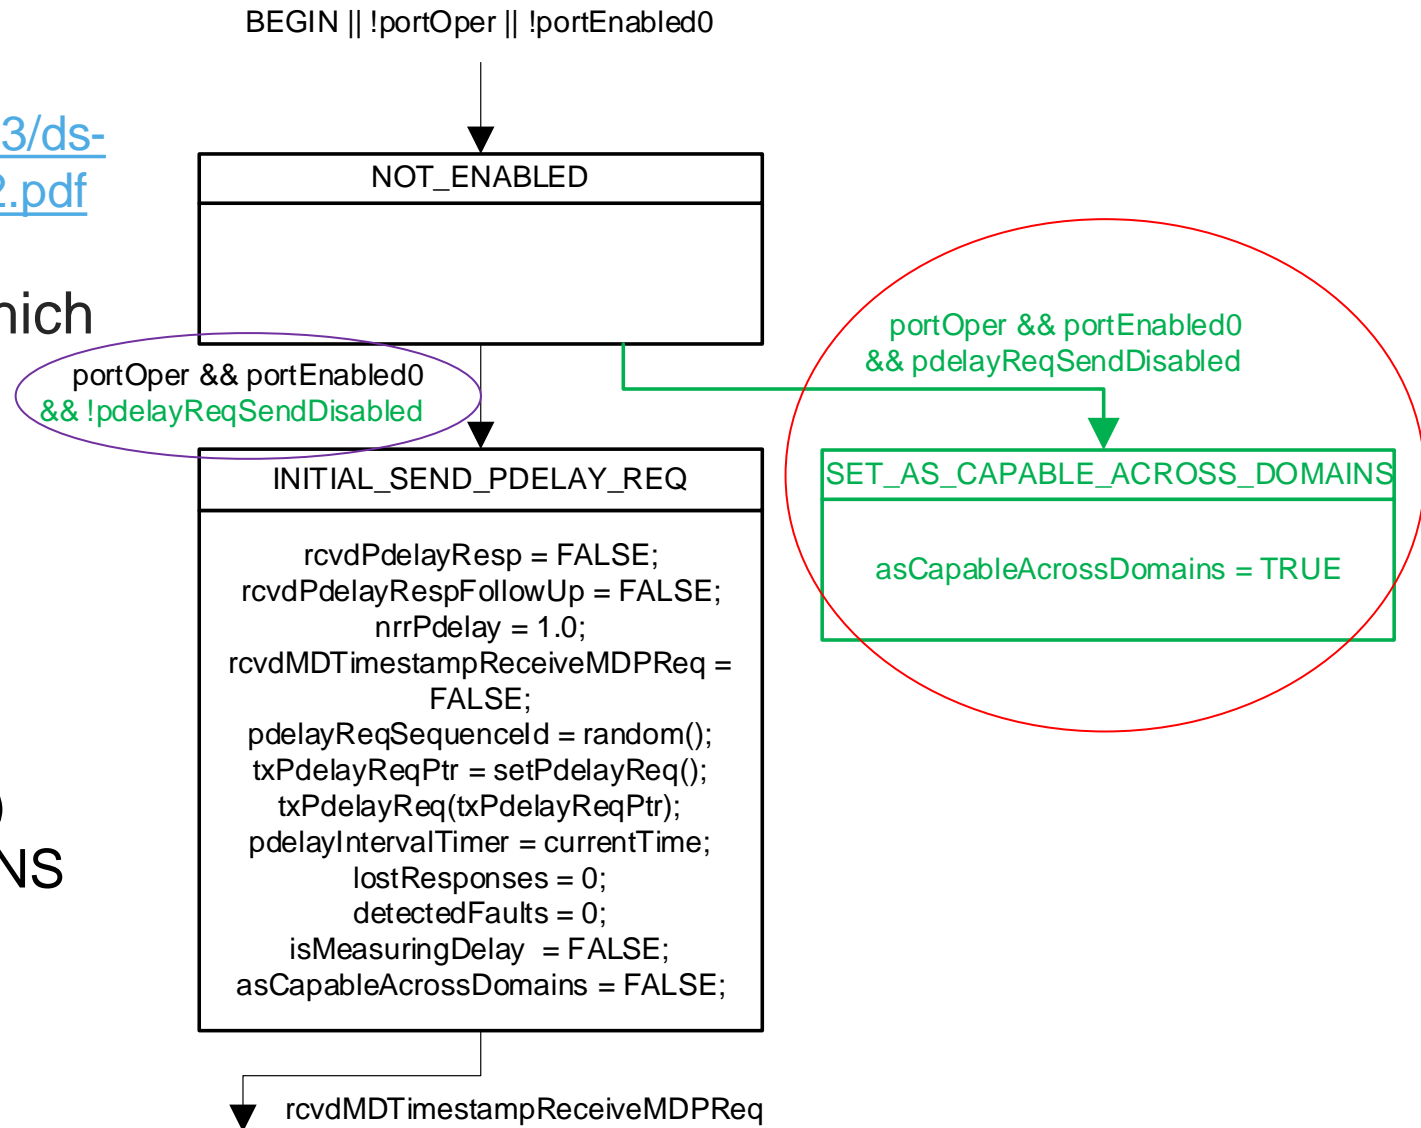 BEGIN || !portOper || !portEnabled0
3/ds-
2.pdf
NOT_ENABLED
nich
portOper && portEnabled0
&& !pdelayReqSendDisabled
portOper && portEnabled0
&& pdelayReqSendDisabled
INITIAL_SEND_PDELAY_REQ
SET_AS_CAPABLE_ACROSS_DOMAINS
rcvdPdelayResp = FALSE;
rcvdPdelayRespFollowUp = FALSE;
nrrPdelay = 1.0;
rcvdMDTimestampReceiveMDPReq =
FALSE;
pdelayReqSequenceId = random();
txPdelayReqPtr = setPdelayReq();
txPdelayReq(txPdelayReqPtr);
pdelayIntervalTimer = currentTime;
lostResponses = 0;
detectedFaults = 0;
isMeasuringDelay = FALSE;
asCapableAcrossDomains = FALSE;
asCapableAcrossDomains = TRUE
)
NS
rcvdMDTimestampReceiveMDPReq